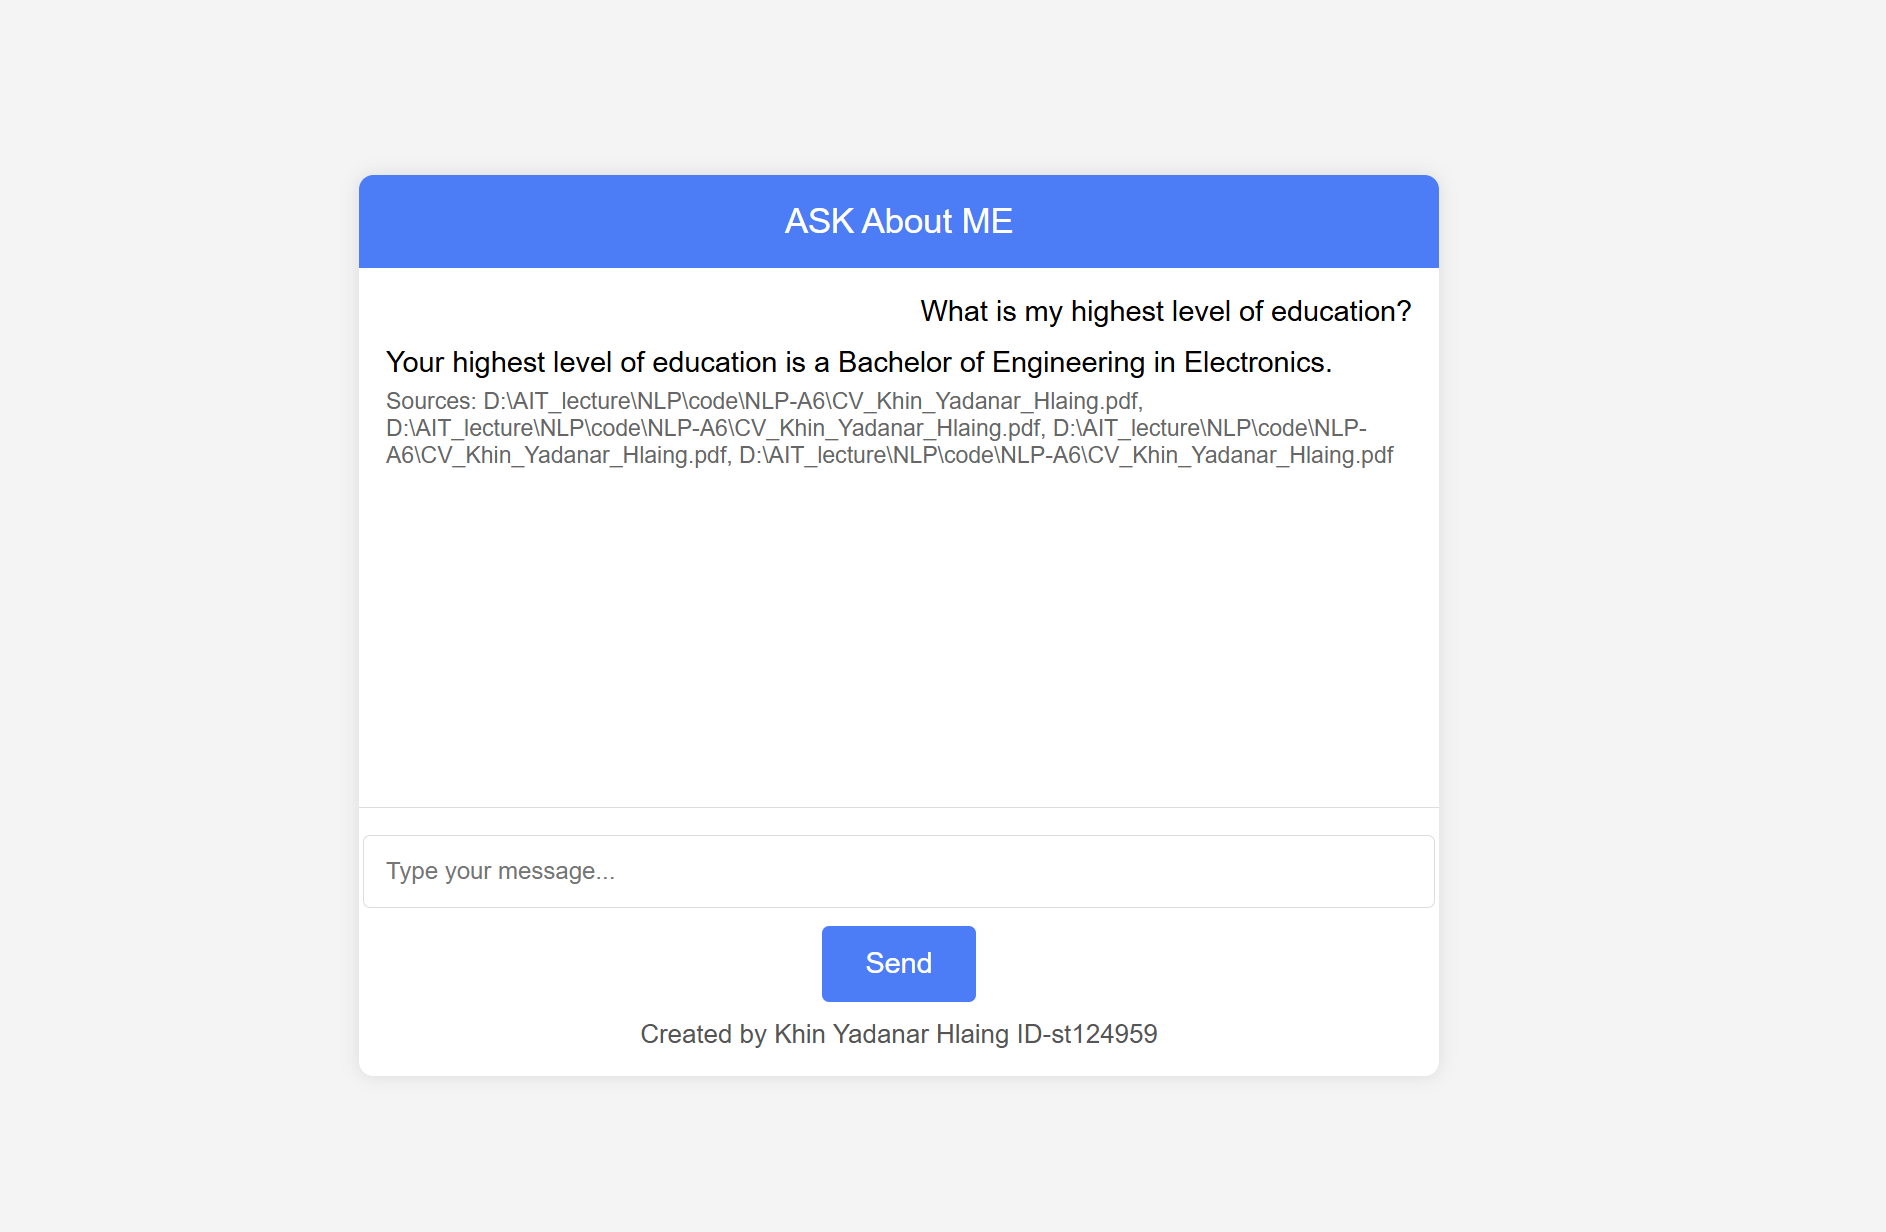 ASK About ME
What is my highest level of education?
Your highest level of education is a Bachelor of Engineering in Electronics.
Sources: D:\AIT_lecture\NLP\code\NLP-A6\CV_Khin_Yadanar_Hlaing.pdf,
D:\AIT_lecture\NLP\code\NLP-A6\CV_Khin_Yadanar_Hlaing.pdf, D:\AIT_lecture\NLP\code\NLP-
A6\CV_Khin_Yadanar_Hlaing.pdf, D:\AIT_lecture\NLP\code\NLP-A6\CV_Khin_Yadanar_Hlaing.pdf
Type your message...
Send
Created by Khin Yadanar Hlaing ID-st124959